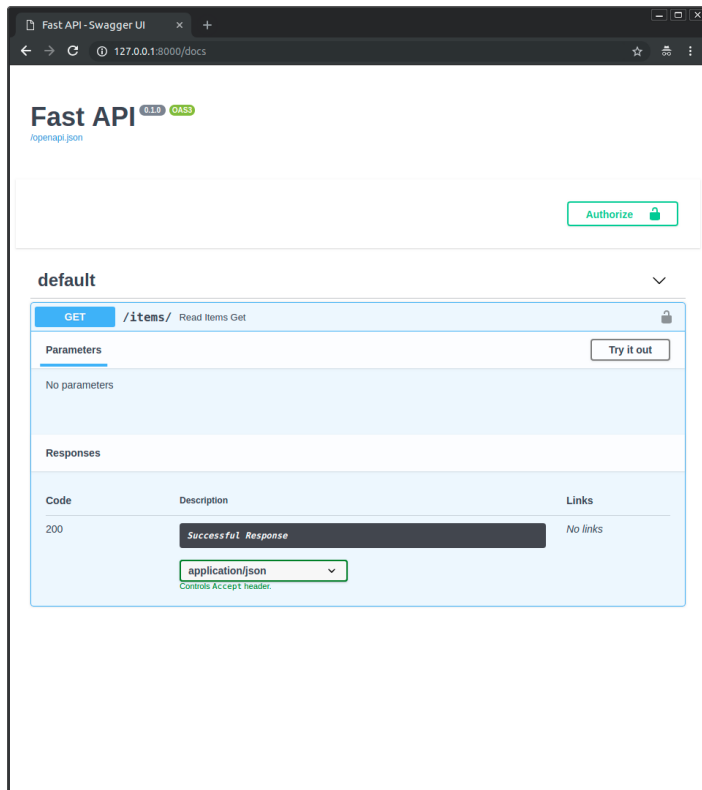 Fast API - Swagger UI
127.0.0.1:8000/docs
Fast API 0.1.0 OAS3
/openapi.json
Authorize
default
GET /items/ Read Items Get
Parameters Try it out
No parameters
Responses
Code Description Links
200 Successful Response No links
application/json
Controls Accept header.